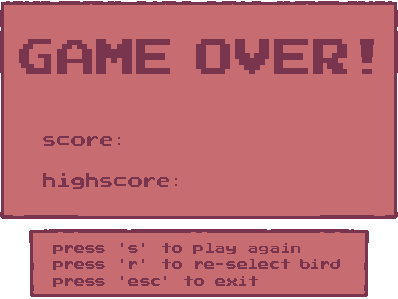 GAME OVER!
score:
highscore:
press 's' to play again
press 'r' to re-select bird
press 'esc' to exit